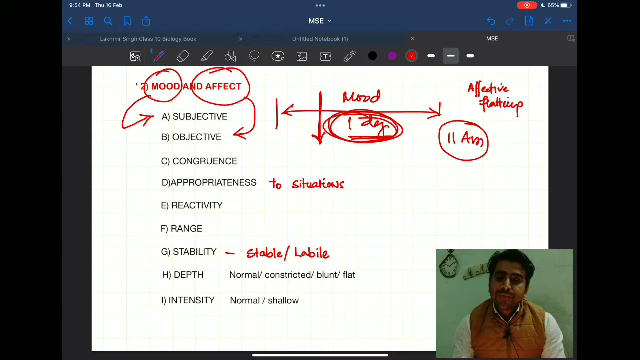 9:54 PM Thu 16 Feb
65%
MSE
Lakhmir Singh Class 10 Biology Book
Untitled Notebook (1)
MSE
2) MOOD AND AFFECT
Mood
Affective
flattening
A) SUBJECTIVE
1 day
B) OBJECTIVE
11 Am
C) CONGRUENCE
D)APPROPRIATENESS to situations
E) REACTIVITY
F) RANGE
G) STABILITY – Stable/ Labile
H) DEPTH Normal/ constricted/ blunt/ flat
I) INTENSITY Normal / shallow